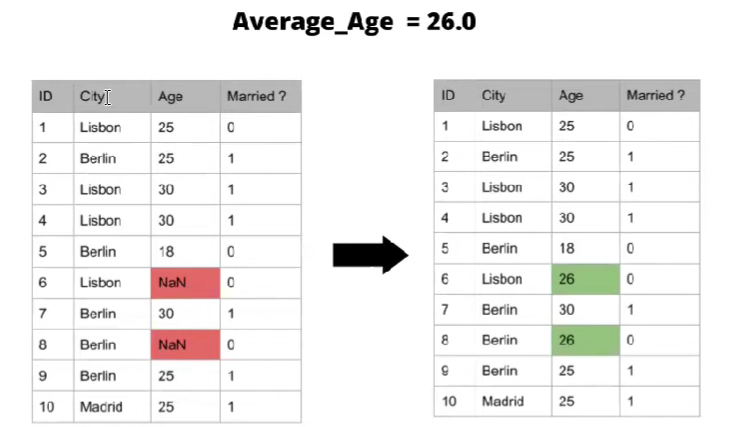 Average_Age = 26.0
ID City Age Married ?
1 Lisbon 25 0
2 Berlin 25 1
3 Lisbon 30 1
4 Lisbon 30 1
5 Berlin 18 0
6 Lisbon NaN 0
7 Berlin 30 1
8 Berlin NaN 0
9 Berlin 25 1
10 Madrid 25 1
ID City Age Married ?
1 Lisbon 25 0
2 Berlin 25 1
3 Lisbon 30 1
4 Lisbon 30 1
5 Berlin 18 0
6 Lisbon 26 0
7 Berlin 30 1
8 Berlin 26 0
9 Berlin 25 1
10 Madrid 25 1